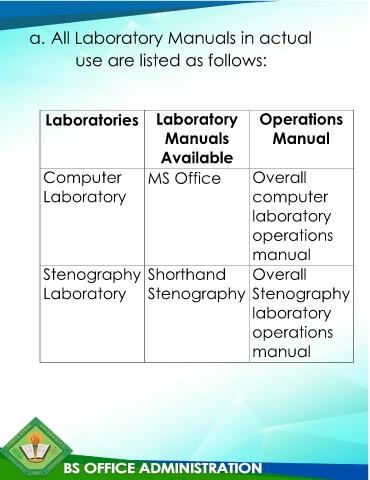 a. All Laboratory Manuals in actual
use are listed as follows:
Laboratories
Laboratory
Manuals
Available
Operations
Manual
Computer
Laboratory
MS Office
Overall
computer
laboratory
operations
manual
Stenography
Laboratory
Shorthand
Stenography
Overall
Stenography
laboratory
operations
manual
BS OFFICE ADMINISTRATION